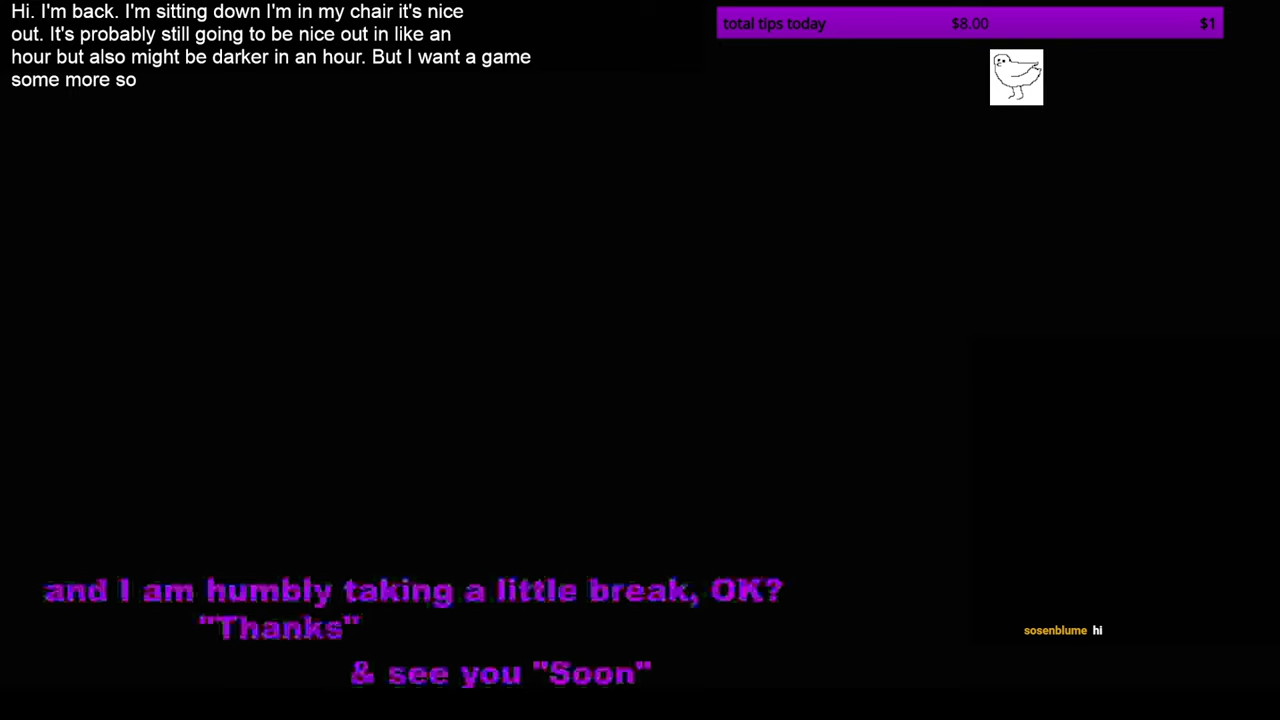 Hi. I'm back. I'm sitting down I'm in my chair it's nice
out. It's probably still going to be nice out in like an
hour but also might be darker in an hour. But I want a game
some more so
total tips today $8.00 $1
and I am humbly taking a little break, OK?
"Thanks"
& see you "Soon"
sosenblume hi